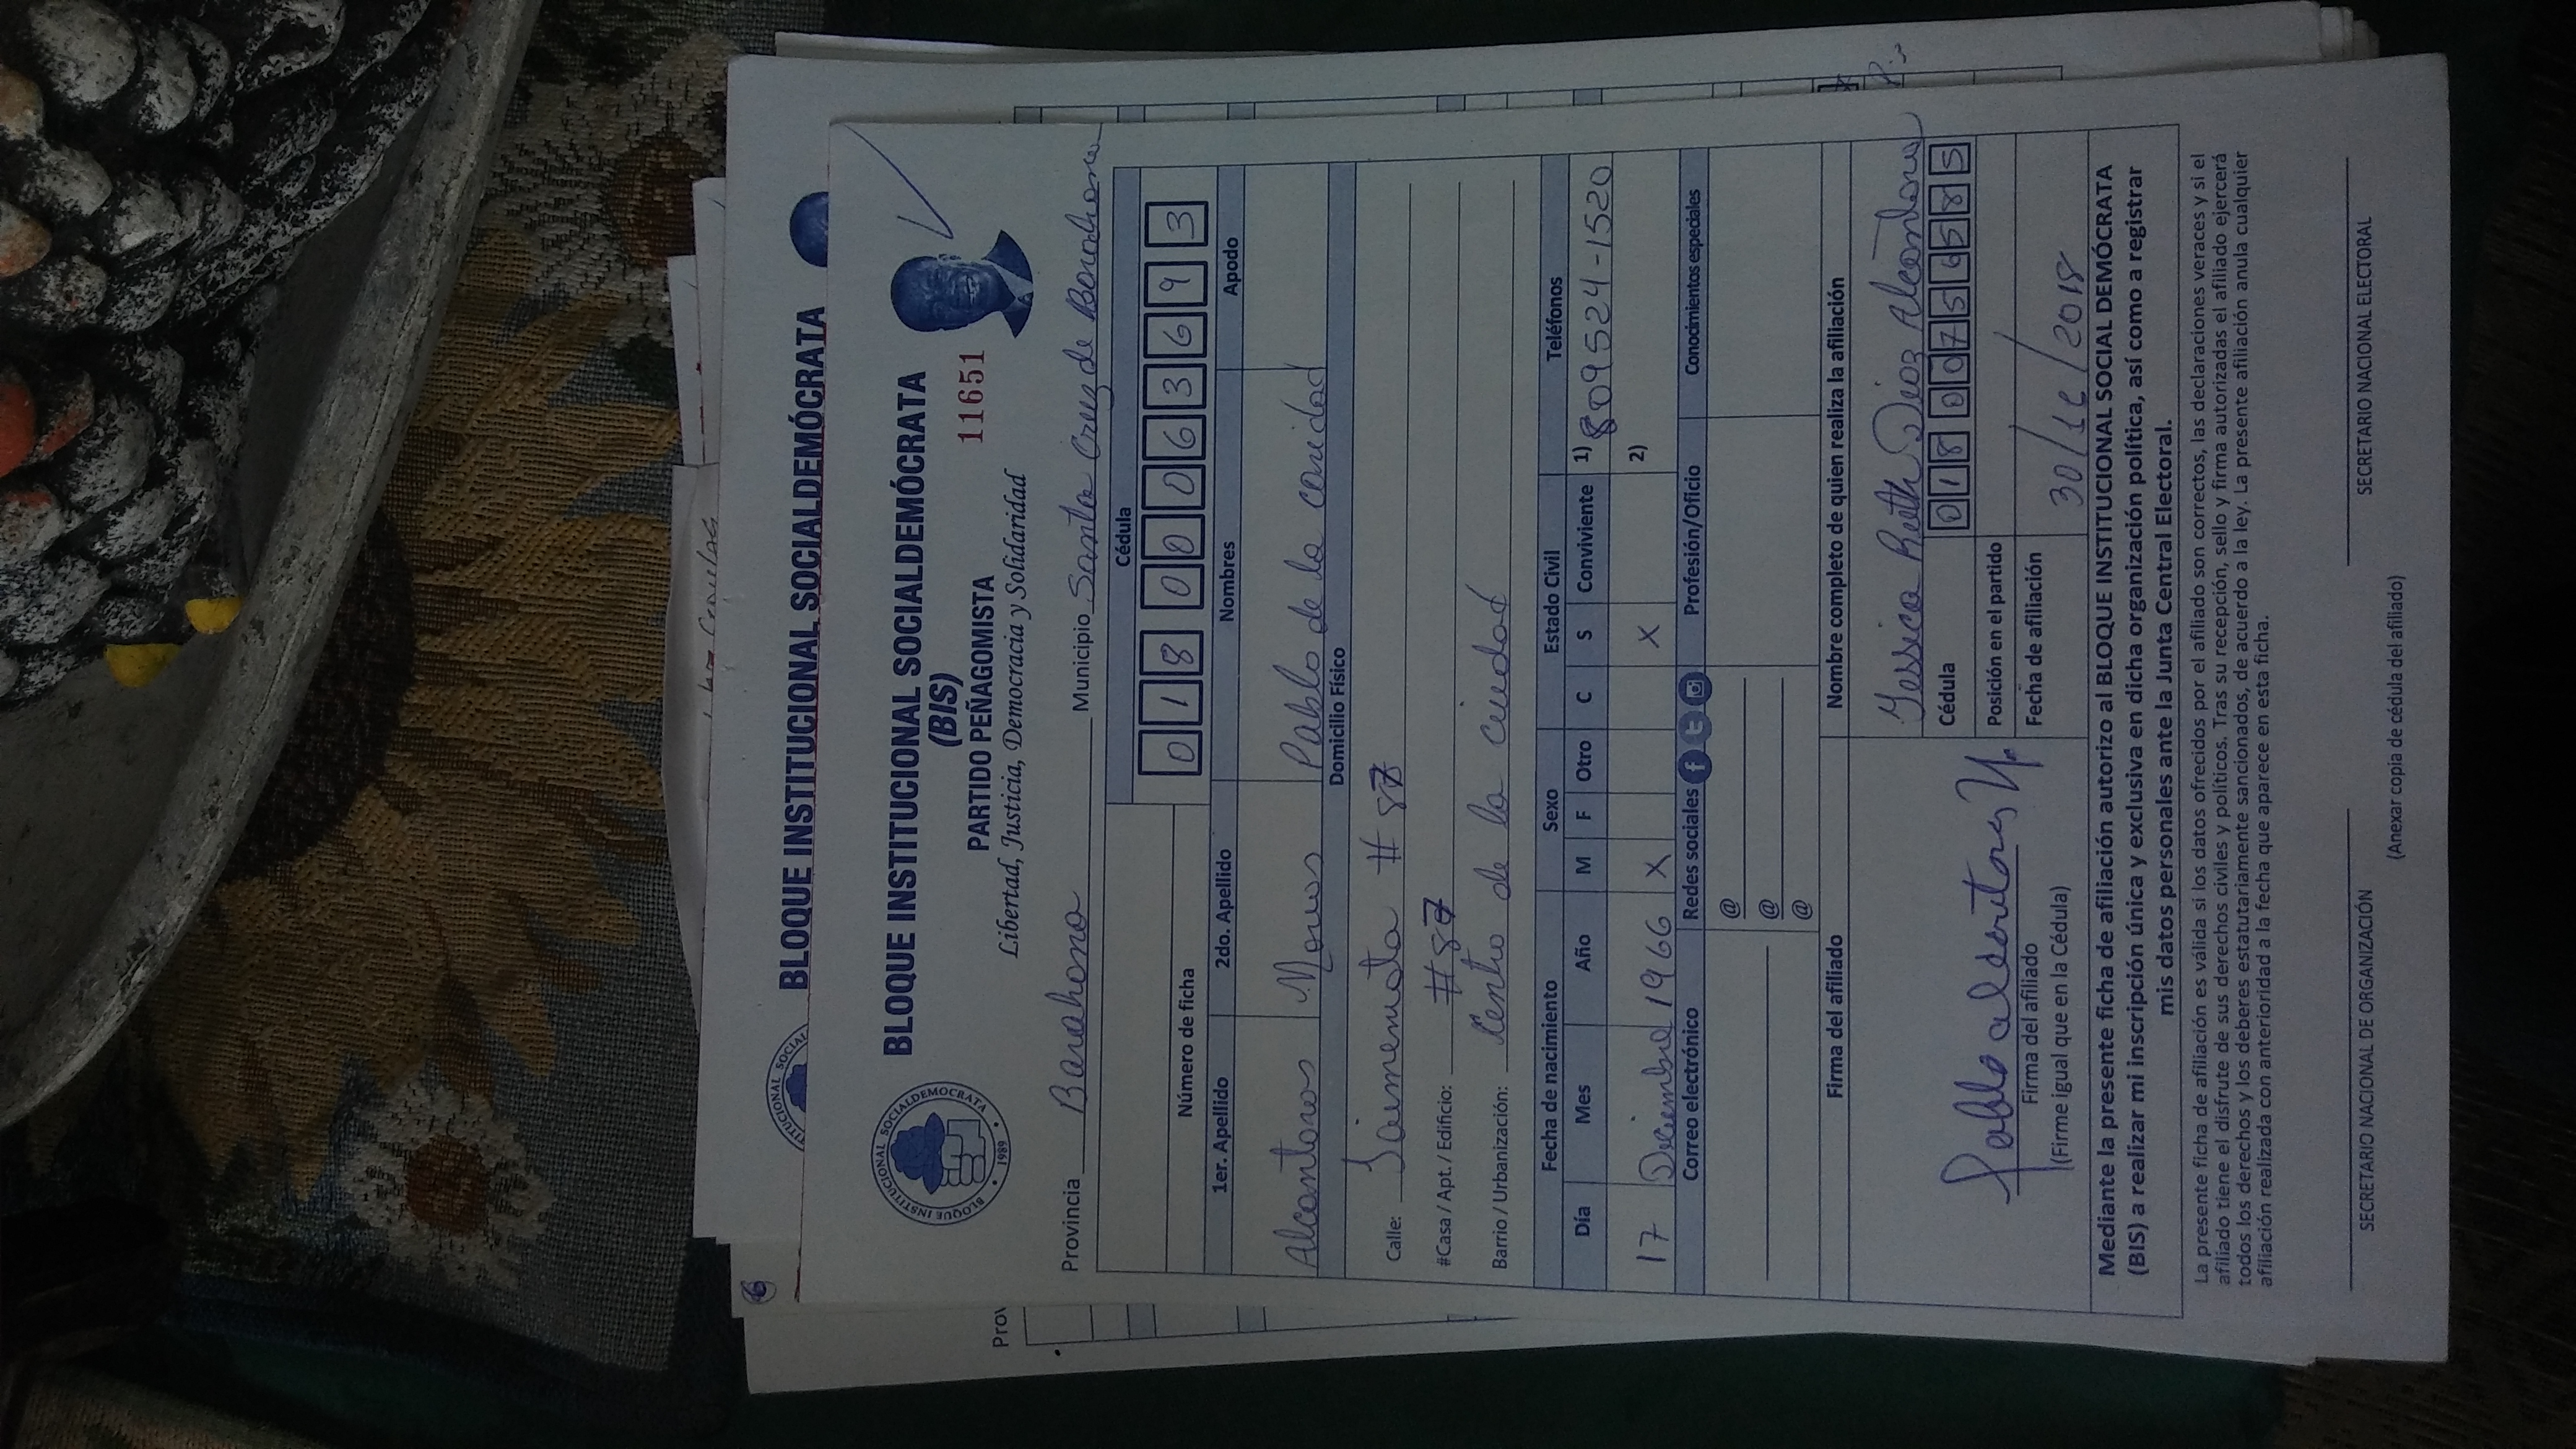 BLOQUE INSTITUCIONAL SOCIALDEMÓCRATA
BLOQUE INSTITUCIONAL SOCIALDEMÓCRATA
(BIS)
PARTIDO PEÑAGOMISTA
11651
Libertad, Justicia, Democracia y Solidaridad
BLOQUE INSTITUCIONAL SOCIALDEMOCRATA
1989
Provincia Barahona Municipio Santa Cruz de Barahona
Cédula
0 1 8 0 0 0 6 3 6 9 3
Número de ficha
1er. Apellido 2do. Apellido Nombres Apodo
Alcantaros Pablo de la caridad
Domicilio Físico
Calle: # 87
#Casa / Apt. / Edificio: #87
Barrio / Urbanización: Centro de la ciudad
Fecha de nacimiento Sexo Estado Civil Teléfonos
Día Mes Año M F Otro C S Conviviente 1) 809524-1520
17 Diciembre 1966 X X 2)
Correo electrónico Redes sociales Profesión/Oficio Conocimientos especiales
@
@
@
Firma del afiliado Nombre completo de quien realiza la afiliación
Yessica Ruth Díaz Alcántara
Cédula 0 1 8 0 0 7 5 6 5 8 5
Posición en el partido
Fecha de afiliación
Pablo
Firma del afiliado
(Firme igual que en la Cédula)
Mediante la presente ficha de afiliación autorizo al BLOQUE INSTITUCIONAL SOCIAL DEMÓCRATA
(BIS) a realizar mi inscripción única y exclusiva en dicha organización política, así como a registrar
mis datos personales ante la Junta Central Electoral.
La presente ficha de afiliación es válida si los datos ofrecidos por el afiliado son correctos, las declaraciones veraces y si el
afiliado tiene el disfrute de sus derechos civiles y políticos. Tras su recepción, sello y firma autorizadas el afiliado ejercerá
todos los derechos y los deberes estatutariamente sancionados, de acuerdo a la ley. La presente afiliación anula cualquier
afiliación realizada con anterioridad a la fecha que aparece en esta ficha.
SECRETARIO NACIONAL DE ORGANIZACIÓN SECRETARIO NACIONAL ELECTORAL
(Anexar copia de cédula del afiliado)